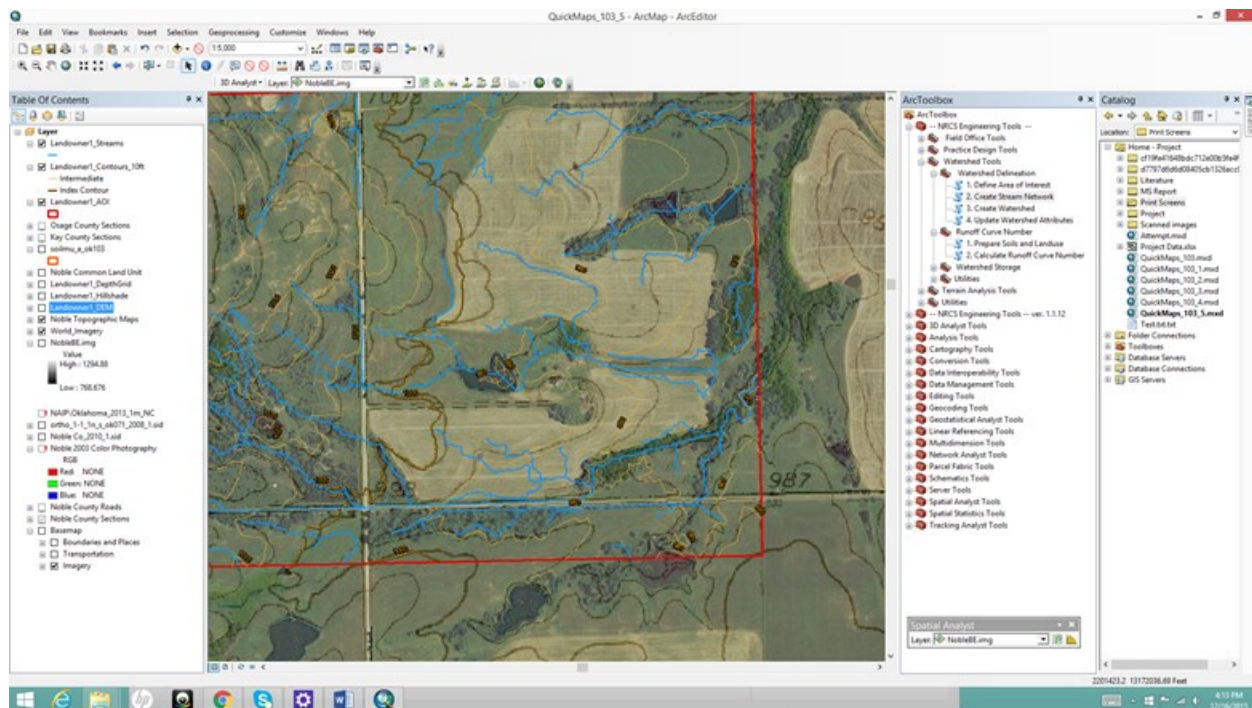 QuickMaps_103_5 - ArcMap - ArcEditor
File Edit View Bookmarks Insert Selection Geoprocessing Customize Windows Help
1:5,000
3D Analyst Layer: NobleBE.img
Table Of Contents
Layer
Landowner1_Streams
Landowner1_Contours_10ft
Intermediate
Index Contour
Landowner1_AOI
Osage County Sections
Kay County Sections
soilmu_a_ok103
Noble Common Land Unit
Landowner1_DepthGrid
Landowner1_Hillshade
Landowner1_DEM
Noble Topographic Maps
World_Imagery
NobleBE.img
Value
High : 1294.88
Low : 768.676
NAIP\Oklahoma_2013_1m_NC
ortho_1-1_1n_s_ok071_2008_1.sid
Noble Co_2010_1.sid
Noble 2003 Color Photography
RGB
Red: NONE
Green: NONE
Blue: NONE
Noble County Roads
Noble County Sections
Basemap
Boundaries and Places
Transportation
Imagery
987
ArcToolbox
ArcToolbox
-- NRCS Engineering Tools --
Field Office Tools
Practice Design Tools
Watershed Tools
Watershed Delineation
1. Define Area of Interest
2. Create Stream Network
3. Create Watershed
4. Update Watershed Attributes
Runoff Curve Number
1. Prepare Soils and Landuse
2. Calculate Runoff Curve Number
Watershed Storage
Utilities
Terrain Analysis Tools
Utilities
-- NRCS Engineering Tools -- ver. 1.1.12
3D Analyst Tools
Analysis Tools
Cartography Tools
Conversion Tools
Data Interoperability Tools
Data Management Tools
Editing Tools
Geocoding Tools
Geostatistical Analyst Tools
Linear Referencing Tools
Multidimension Tools
Network Analyst Tools
Parcel Fabric Tools
Schematics Tools
Server Tools
Spatial Analyst Tools
Spatial Statistics Tools
Tracking Analyst Tools
Spatial Analyst
Layer: NobleBE.img
Catalog
Location: Print Screens
Home - Project
Literature
MS Report
Print Screens
Project
Scanned images
Attempt.mxd
Project Data.xlsx
QuickMaps_103.mxd
QuickMaps_103_1.mxd
QuickMaps_103_2.mxd
QuickMaps_103_3.mxd
QuickMaps_103_4.mxd
QuickMaps_103_5.mxd
Test.txt.txt
Folder Connections
Toolboxes
Database Servers
Database Connections
GIS Servers
2201423.2 13172036.69 Feet
4:13 PM
12/16/2015